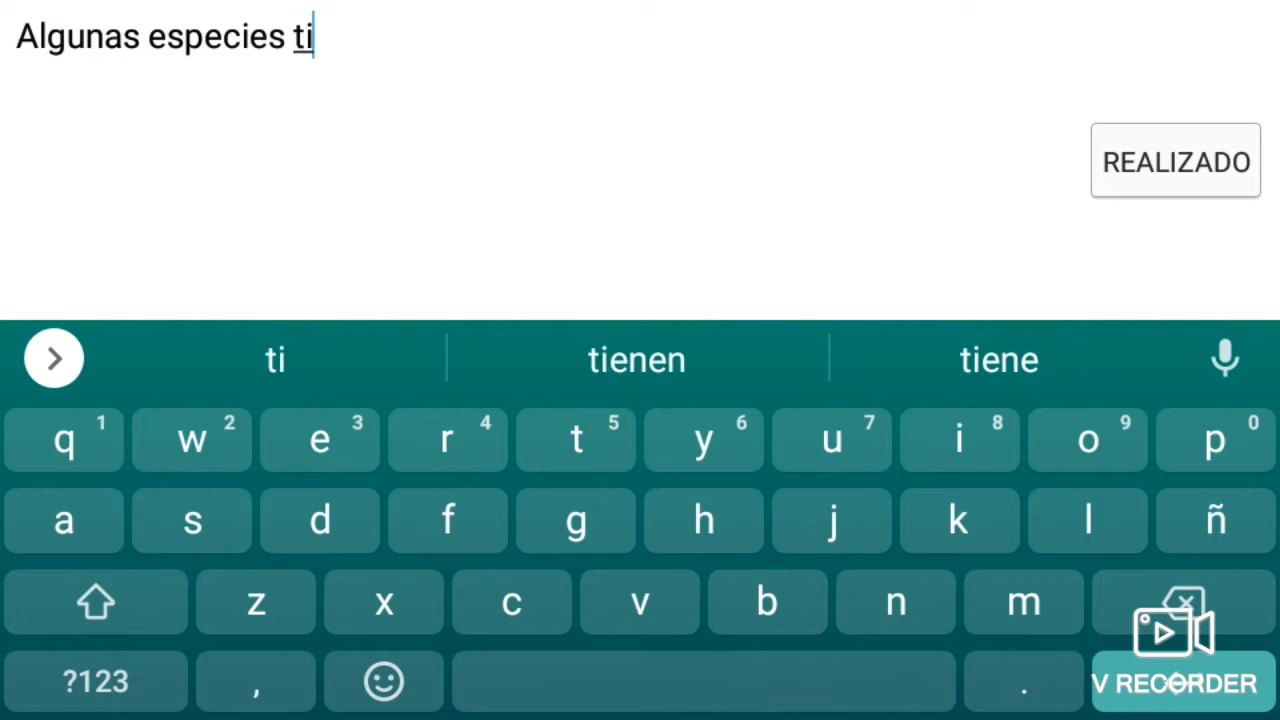 Algunas especies ti
REALIZADO
ti tienen tiene
q 1 w 2 e 3 r 4 t 5 y 6 u 7 i 8 o 9 p 0
a s d f g h j k l ñ
z x c v b n m
?123 , .
V RECORDER